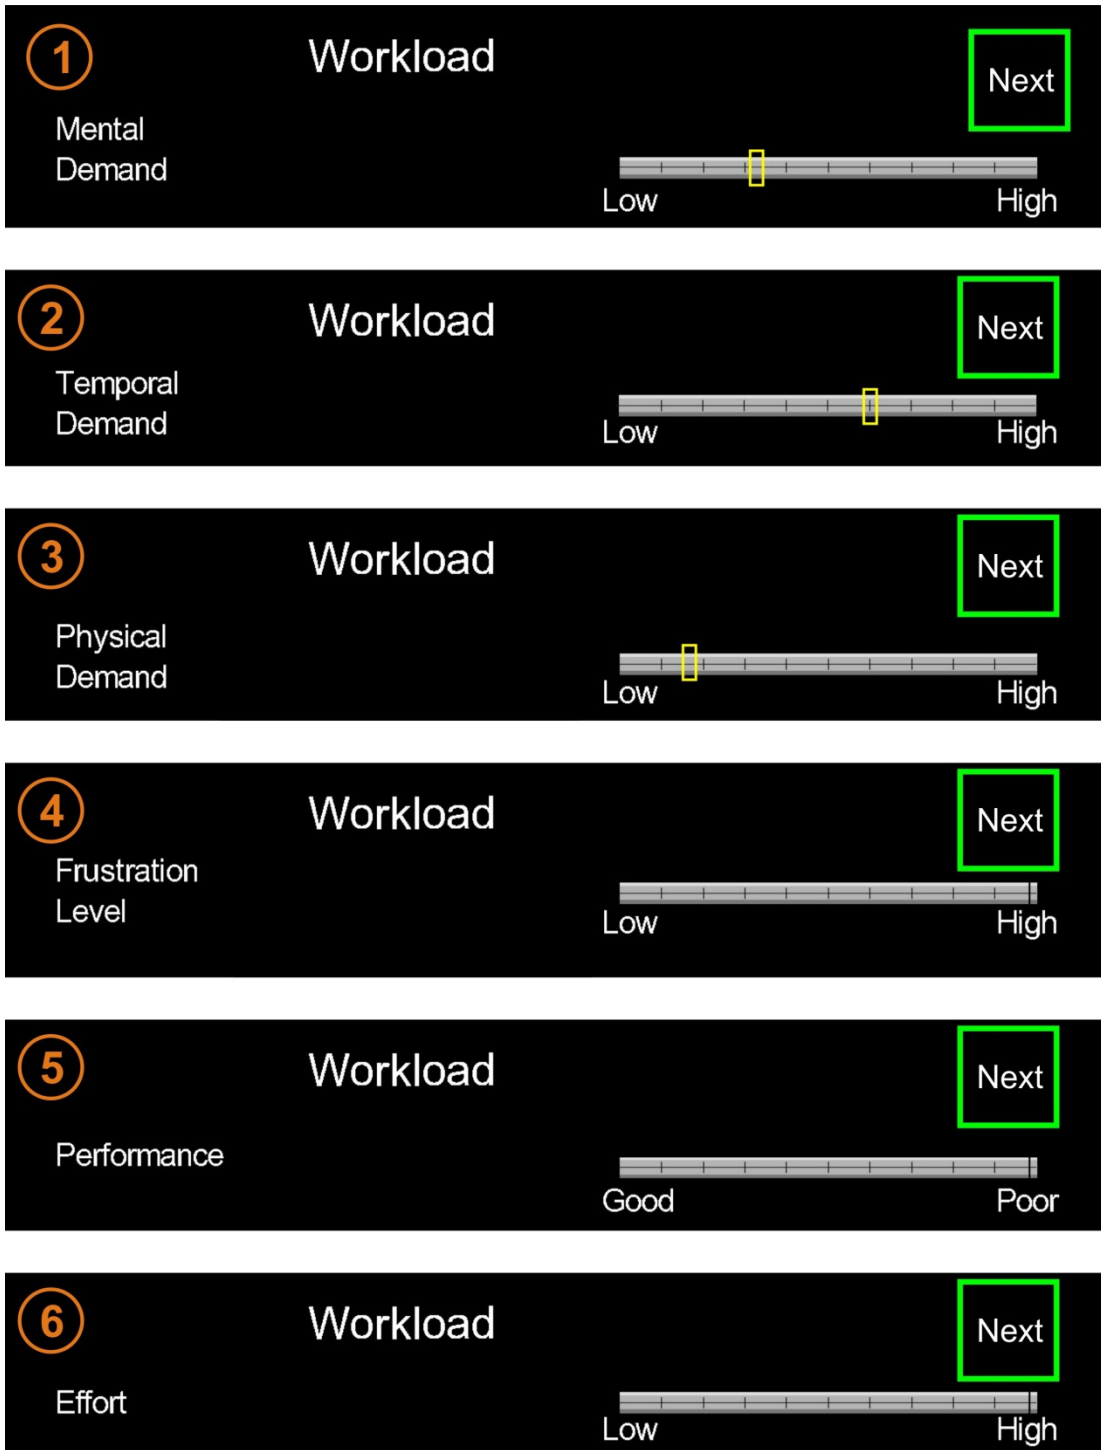 1
Workload
Next
Mental
Demand
Low
High
2
Workload
Next
Temporal
Demand
Low
High
3
Workload
Next
Physical
Demand
Low
High
4
Workload
Next
Frustration
Level
Low
High
5
Workload
Next
Performance
Good
Poor
6
Workload
Next
Effort
Low
High